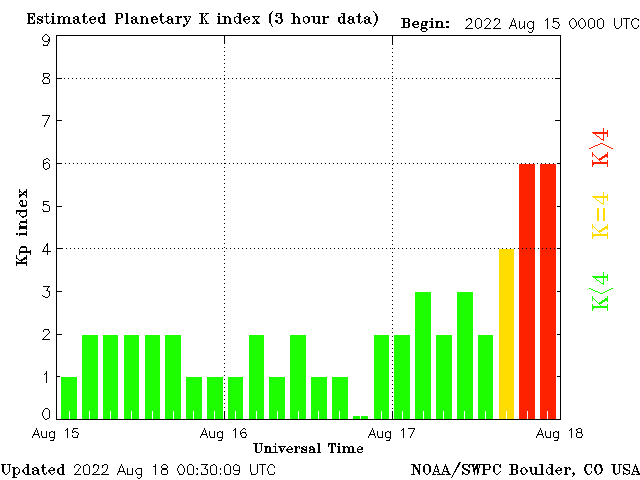 Estimated Planetary K index (3 hour data)
Begin: 2022 Aug 15 0000 UTC
9
8
7
6
5
4
3
2
1
0
Kp index
K>4
K=4
K<4
Aug 15
Aug 16
Aug 17
Aug 18
Universal Time
Updated 2022 Aug 18 00:30:09 UTC
NOAA/SWPC Boulder, CO USA